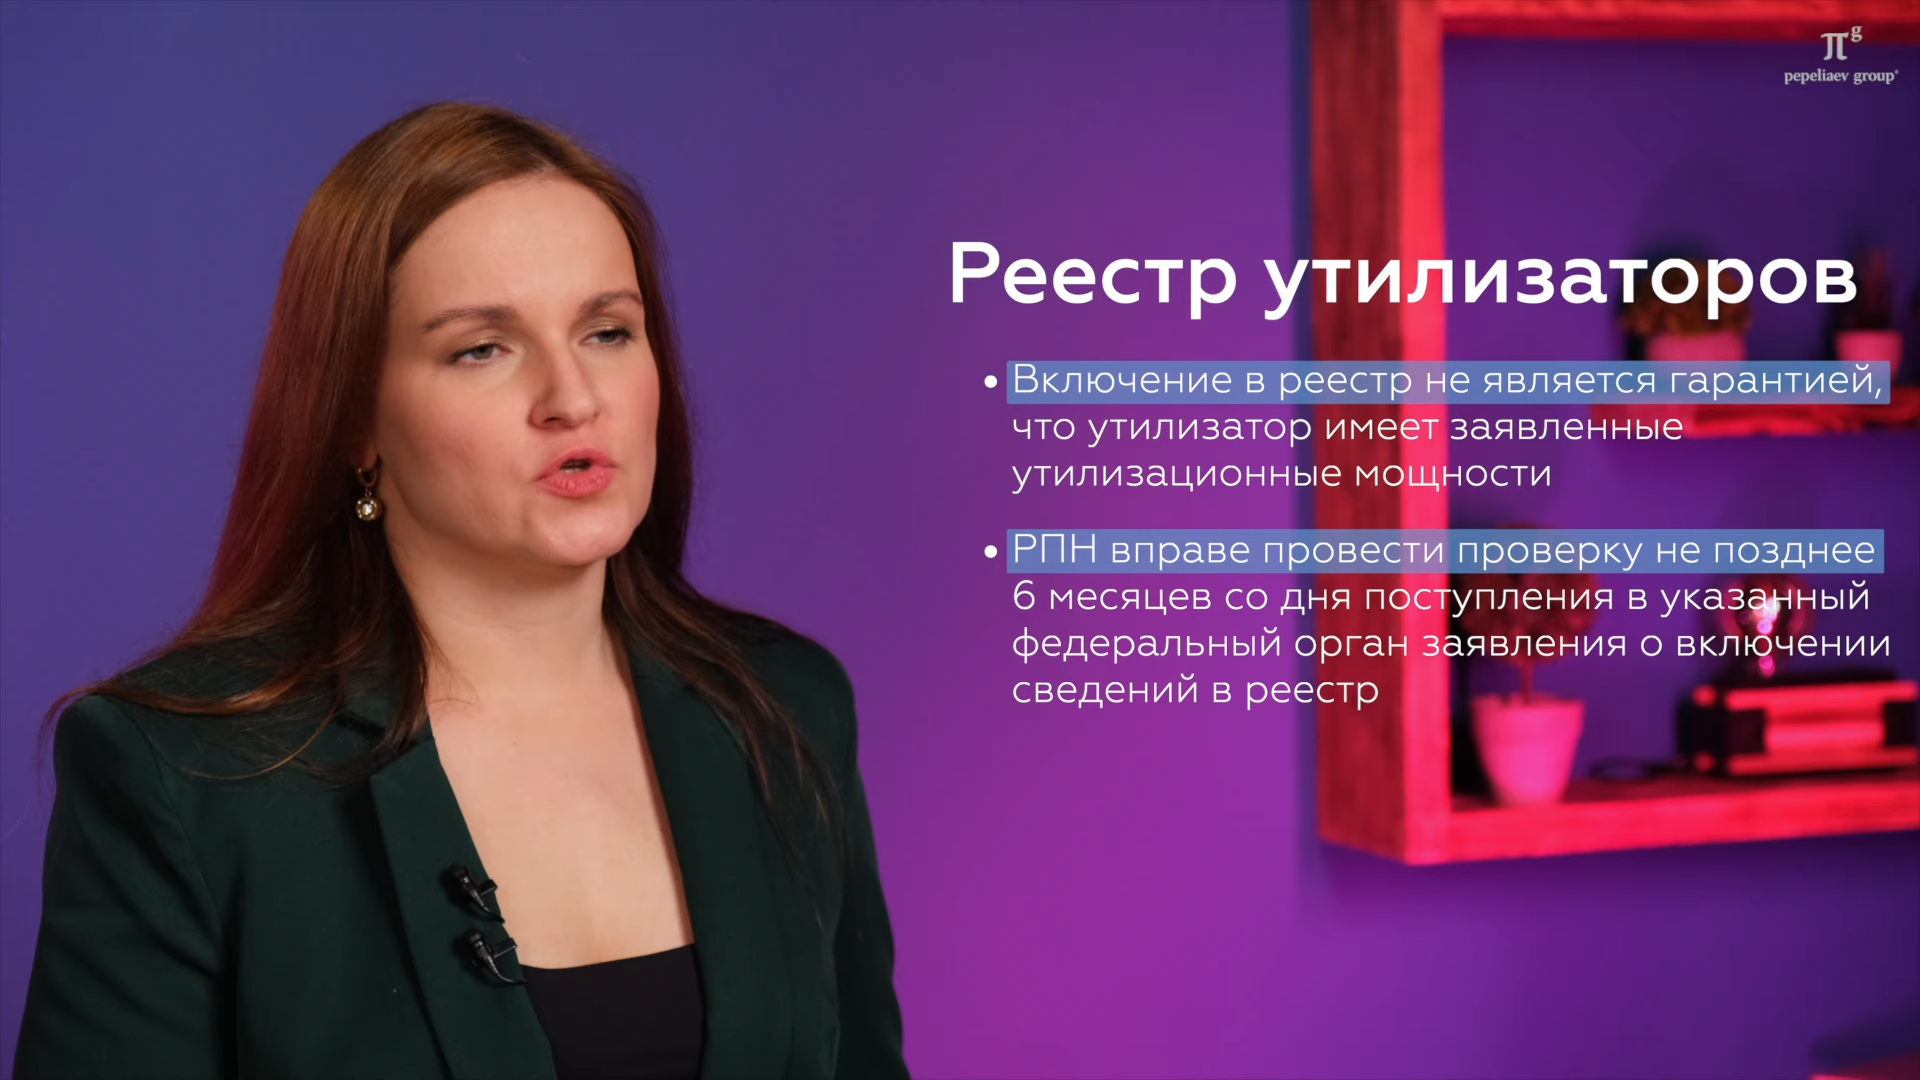 πg
pepeliaev group®
Реестр утилизаторов
• Включение в реестр не является гарантией,
что утилизатор имеет заявленные
утилизационные мощности
• РПН вправе провести проверку не позднее
6 месяцев со дня поступления в указанный
федеральный орган заявления о включении
сведений в реестр